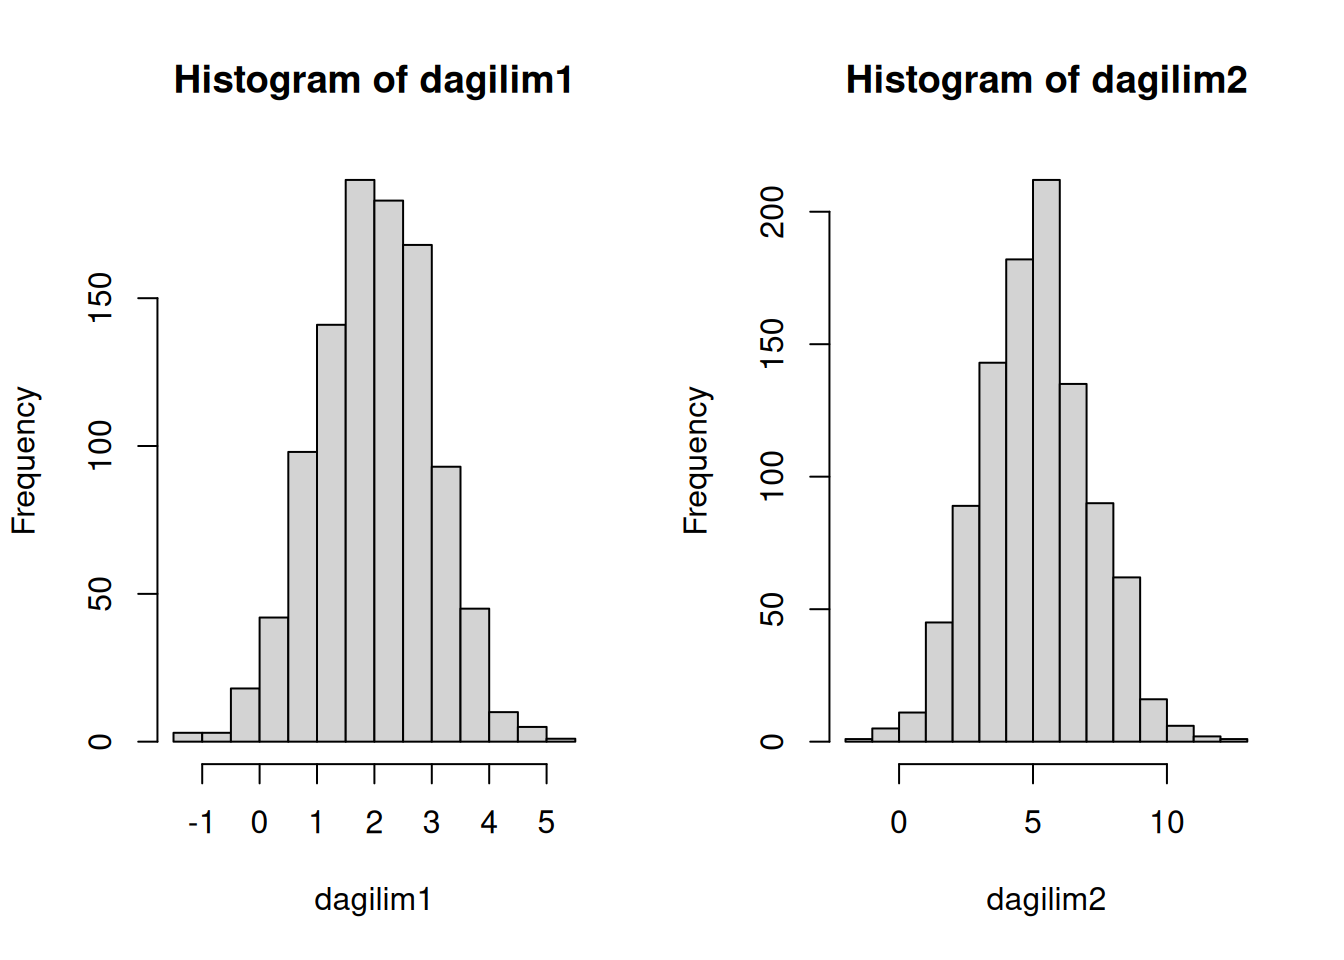 Histogram of dagilim1
Frequency
150
100
50
0
-1 0 1 2 3 4 5
dagilim1
Histogram of dagilim2
Frequency
200
150
100
50
0
0 5 10
dagilim2